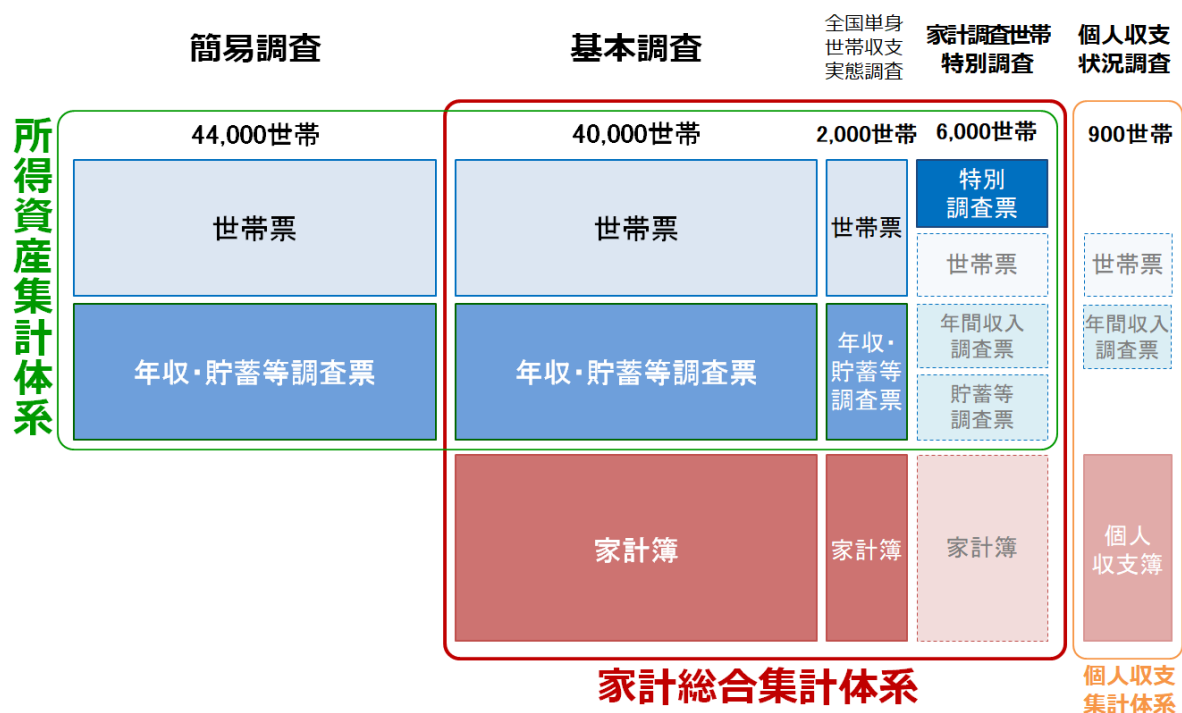 簡易調査
基本調査
全国単身
世帯収支
実態調査
家計調査世帯
特別調査
個人収支
状況調査
所得資産集計体系
44,000世帯
40,000世帯
2,000世帯
6,000世帯
900世帯
世帯票
世帯票
世帯票
特別
調査票
世帯票
世帯票
年収・貯蓄等調査票
年収・貯蓄等調査票
年収・
貯蓄等
調査票
年間収入
調査票
貯蓄等
調査票
年間収入
調査票
家計簿
家計簿
家計簿
個人
収支簿
家計総合集計体系
個人収支
集計体系